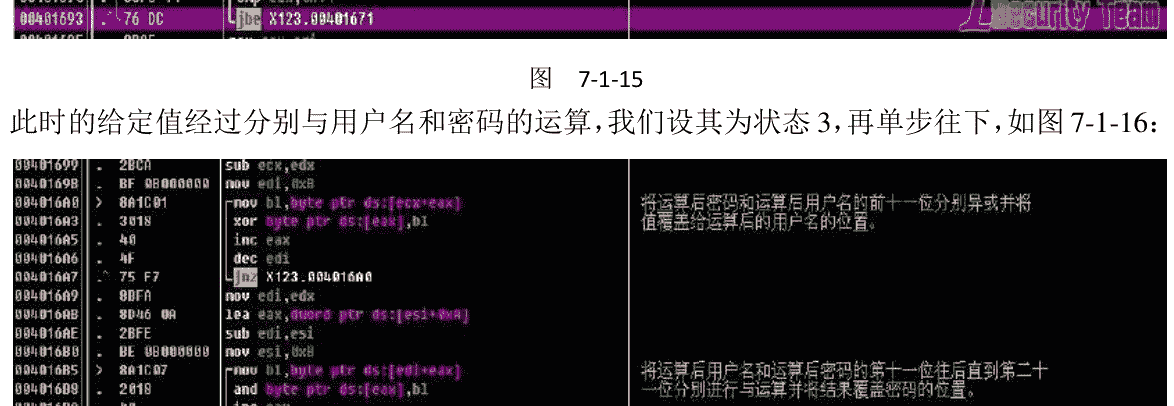 00401693 . 76 DC jbe X123.00401671
Security Team
图 7-1-15
此时的给定值经过分别与用户名和密码的运算，我们设其为状态 3，再单步往下，如图 7-1-16：
00401699 . 2BCA sub ecx,edx
0040169B . BF 0B000000 mov edi,0xB
004016A0 > 8A1C01 mov bl,byte ptr ds:[ecx+eax] 将运算后密码和运算后用户名的前十一位分别异或并将
004016A3 . 3018 xor byte ptr ds:[eax],bl 值覆盖给运算后的用户名的位置。
004016A5 . 40 inc eax
004016A6 . 4F dec edi
004016A7 .^ 75 F7 jnz X123.004016A0
004016A9 . 8BFA mov edi,edx
004016AB . 8D46 0A lea eax,dword ptr ds:[esi+0xA]
004016AE . 2BFE sub edi,esi
004016B0 . BE 0B000000 mov esi,0xB
004016B5 > 8A1C07 mov bl,byte ptr ds:[edi+eax] 将运算后用户名和运算后密码的第十一位往后直到第二十
004016B8 . 2018 and byte ptr ds:[eax],bl 一位分别进行与运算并将结果覆盖密码的位置。